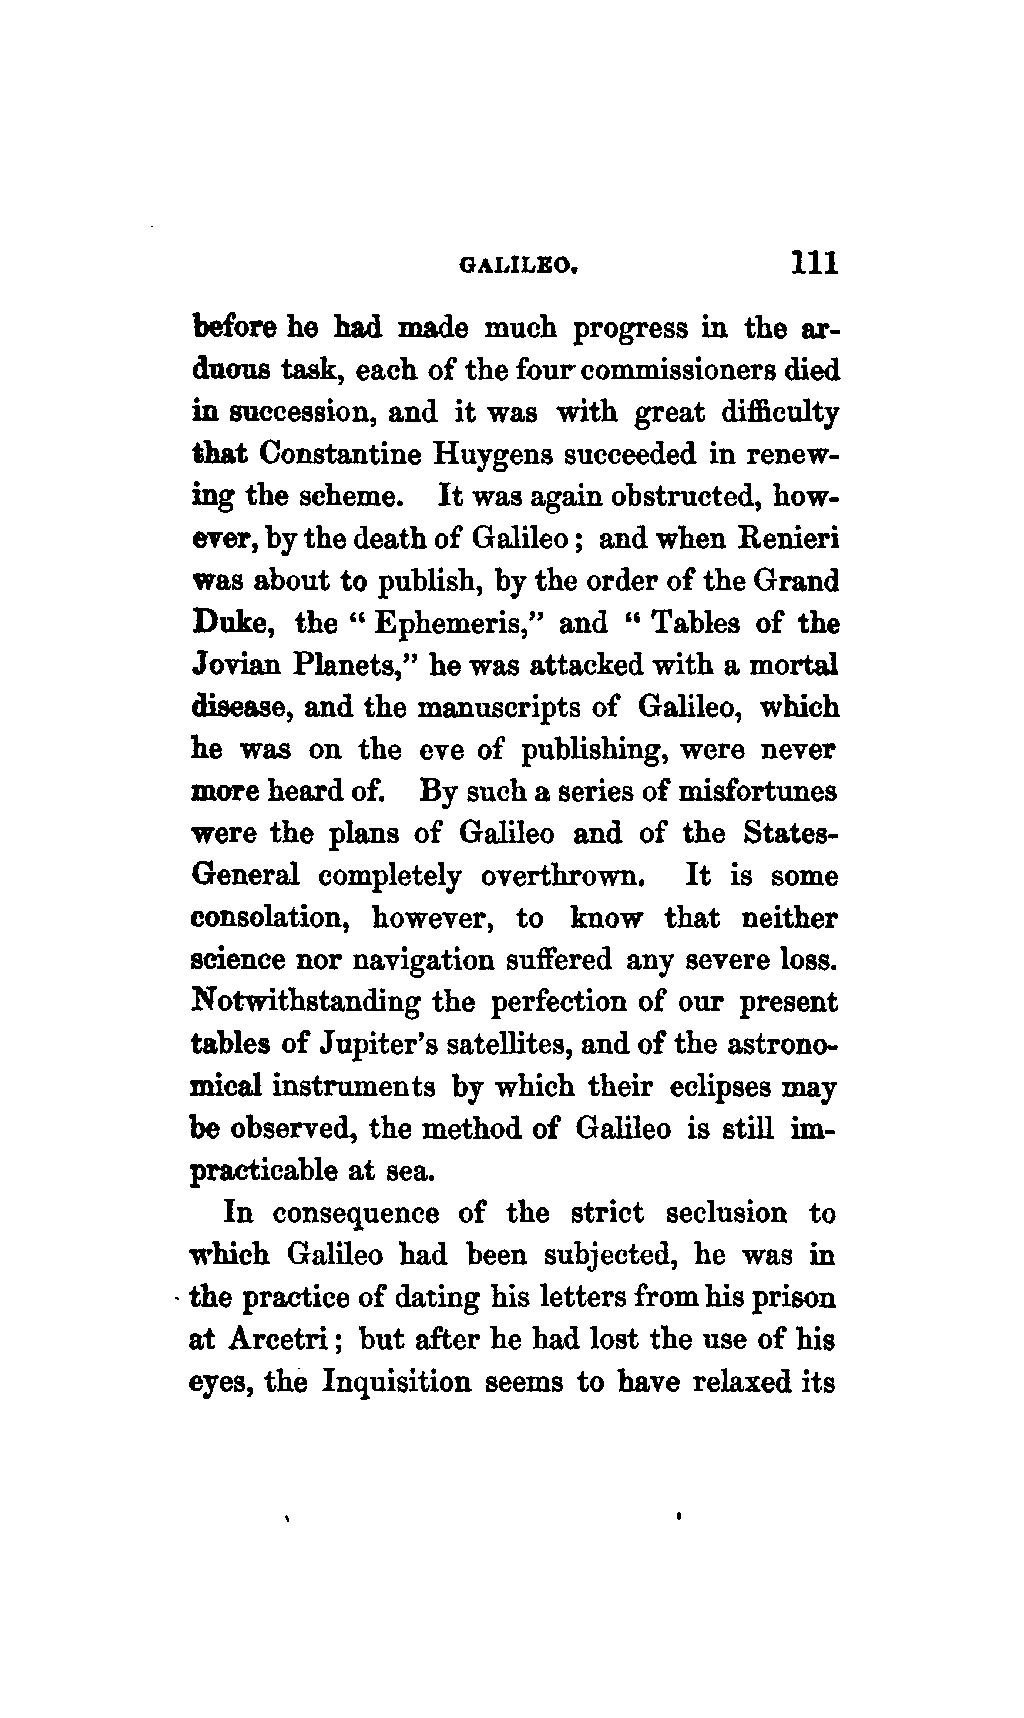 GALILEO. 111
before he had made much progress in the ar-
duous task, each of the four commissioners died
in succession, and it was with great difficulty
that Constantine Huygens succeeded in renew-
ing the scheme. It was again obstructed, how-
ever, by the death of Galileo; and when Renieri
was about to publish, by the order of the Grand
Duke, the “ Ephemeris,” and “ Tables of the
Jovian Planets,” he was attacked with a mortal
disease, and the manuscripts of Galileo, which
he was on the eve of publishing, were never
more heard of. By such a series of misfortunes
were the plans of Galileo and of the States-
General completely overthrown. It is some
consolation, however, to know that neither
science nor navigation suffered any severe loss.
Notwithstanding the perfection of our present
tables of Jupiter’s satellites, and of the astrono-
mical instruments by which their eclipses may
be observed, the method of Galileo is still im-
practicable at sea.
In consequence of the strict seclusion to
which Galileo had been subjected, he was in
the practice of dating his letters from his prison
at Arcetri; but after he had lost the use of his
eyes, the Inquisition seems to have relaxed its